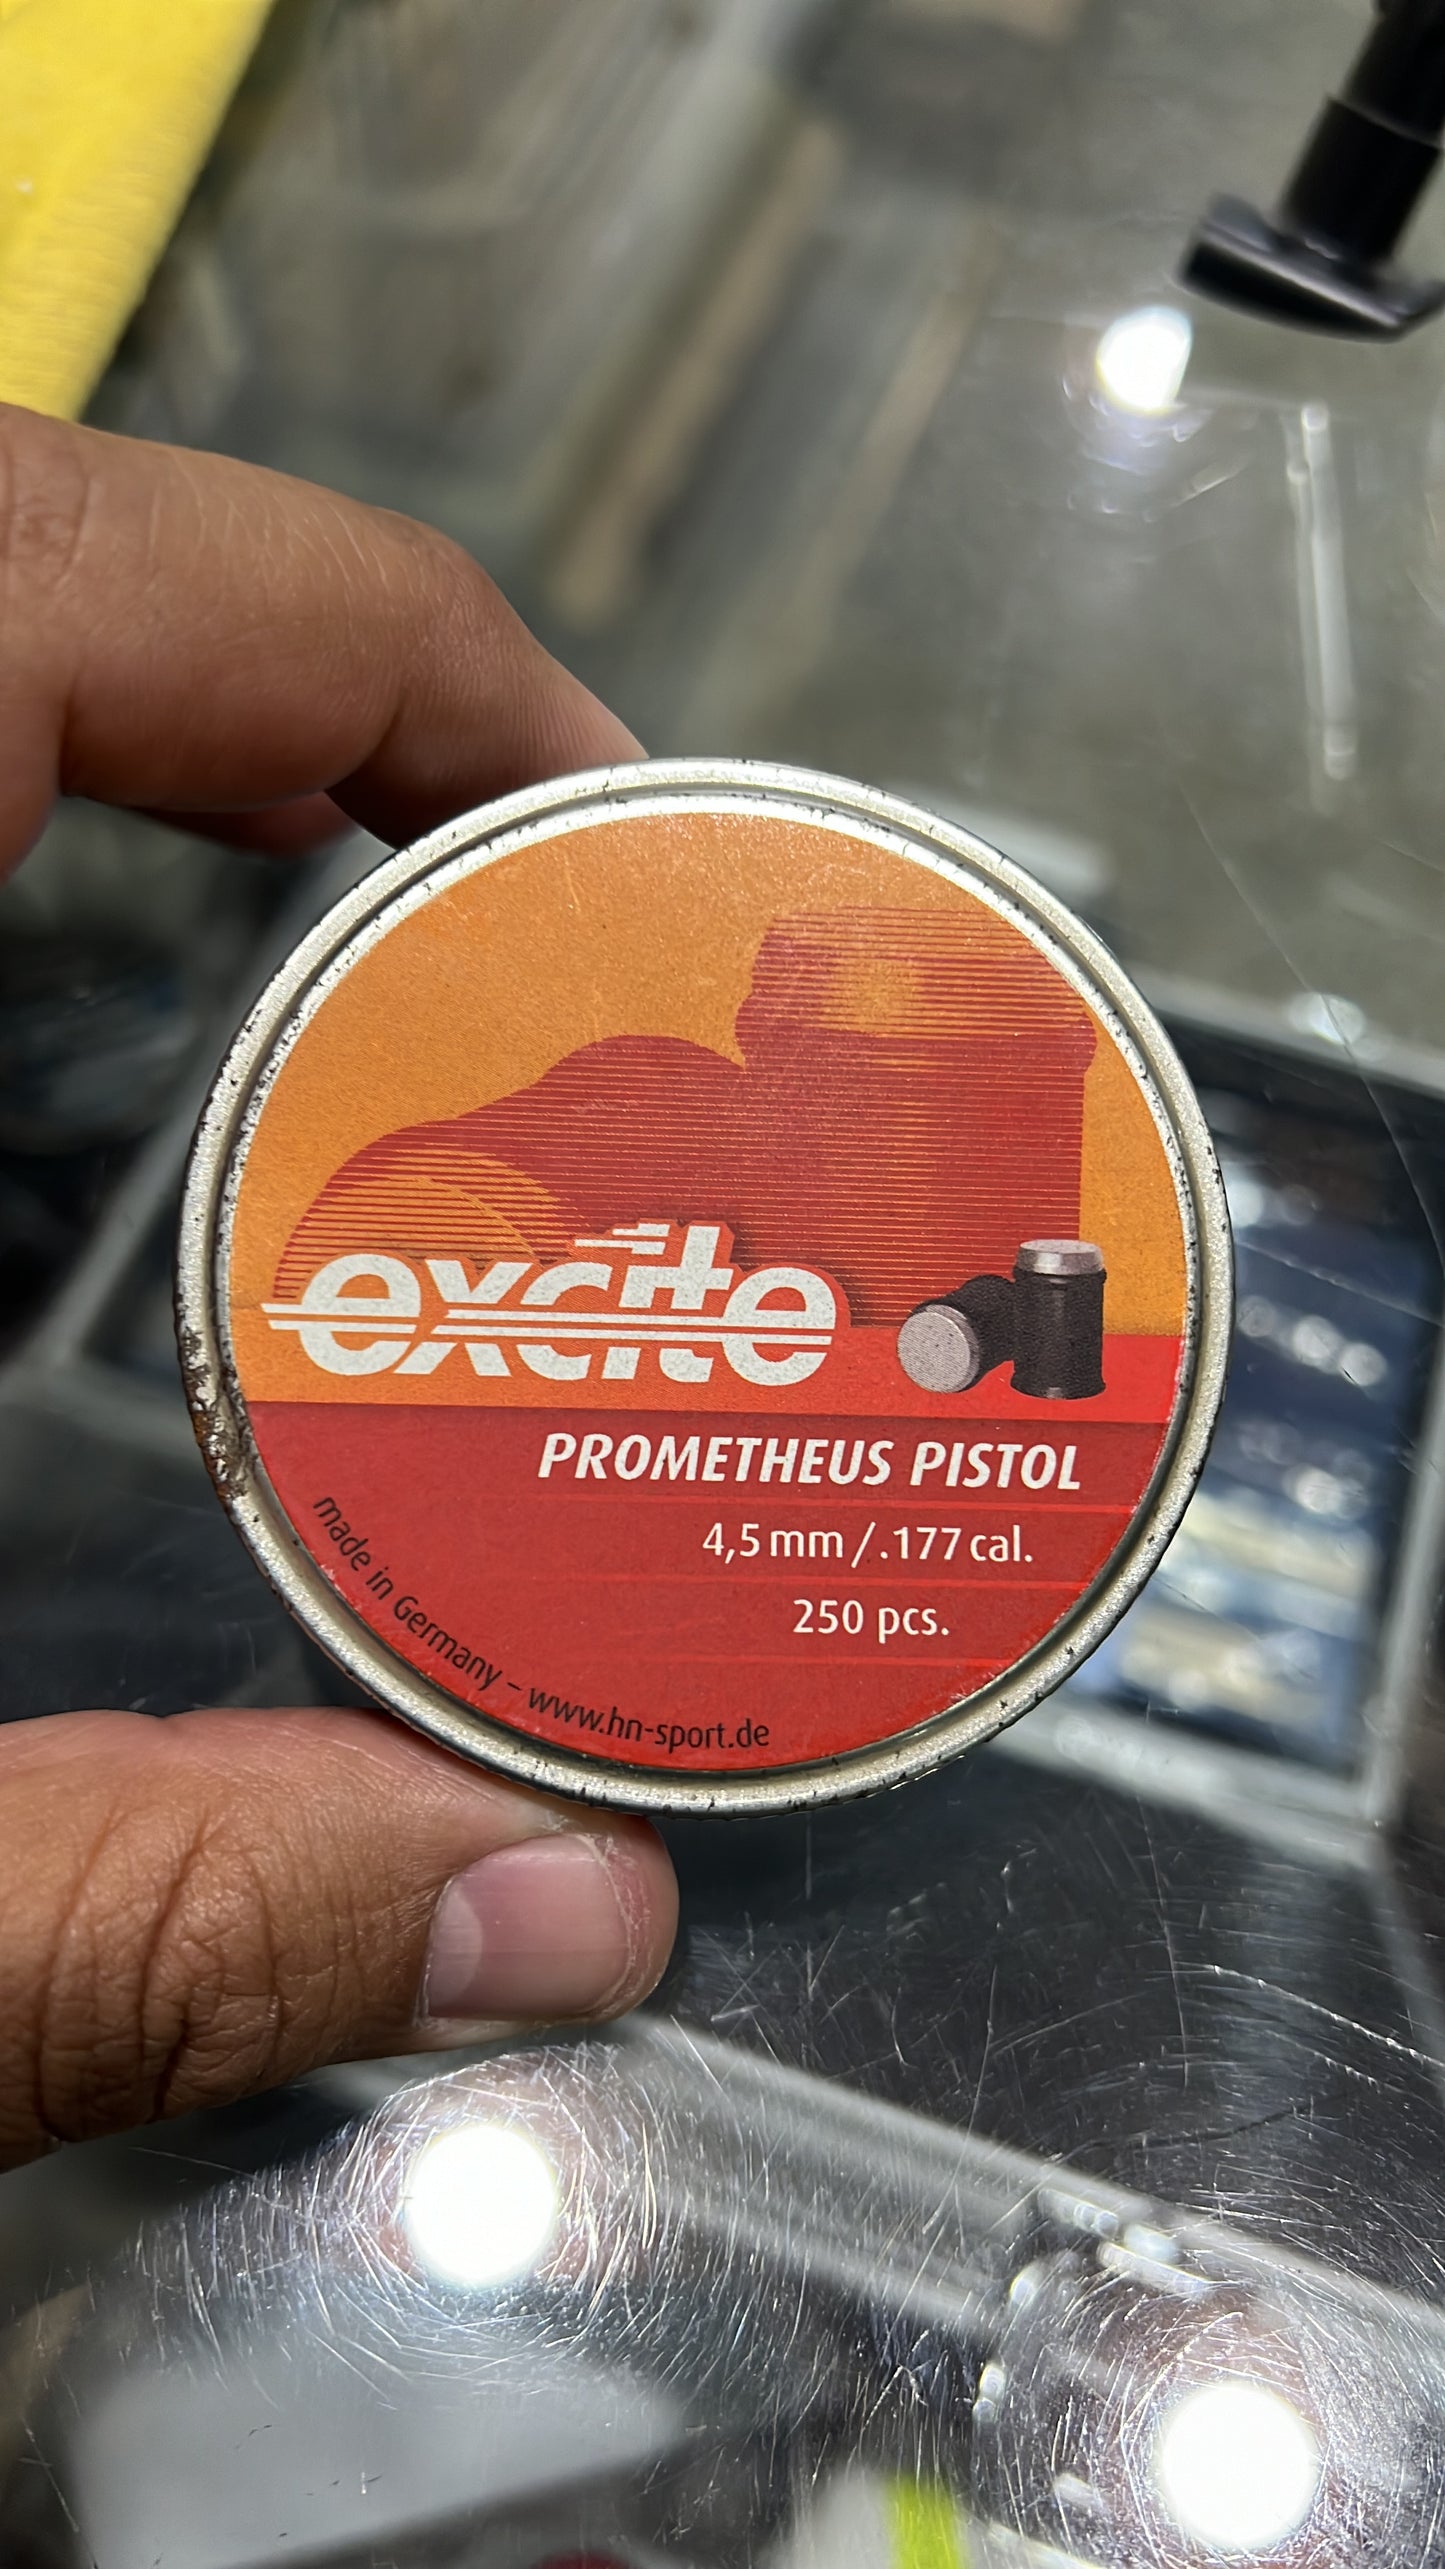 excite
PROMETHEUS PISTOL
4,5 mm / .177 cal.
250 pcs.
made in Germany – www.hn-sport.de